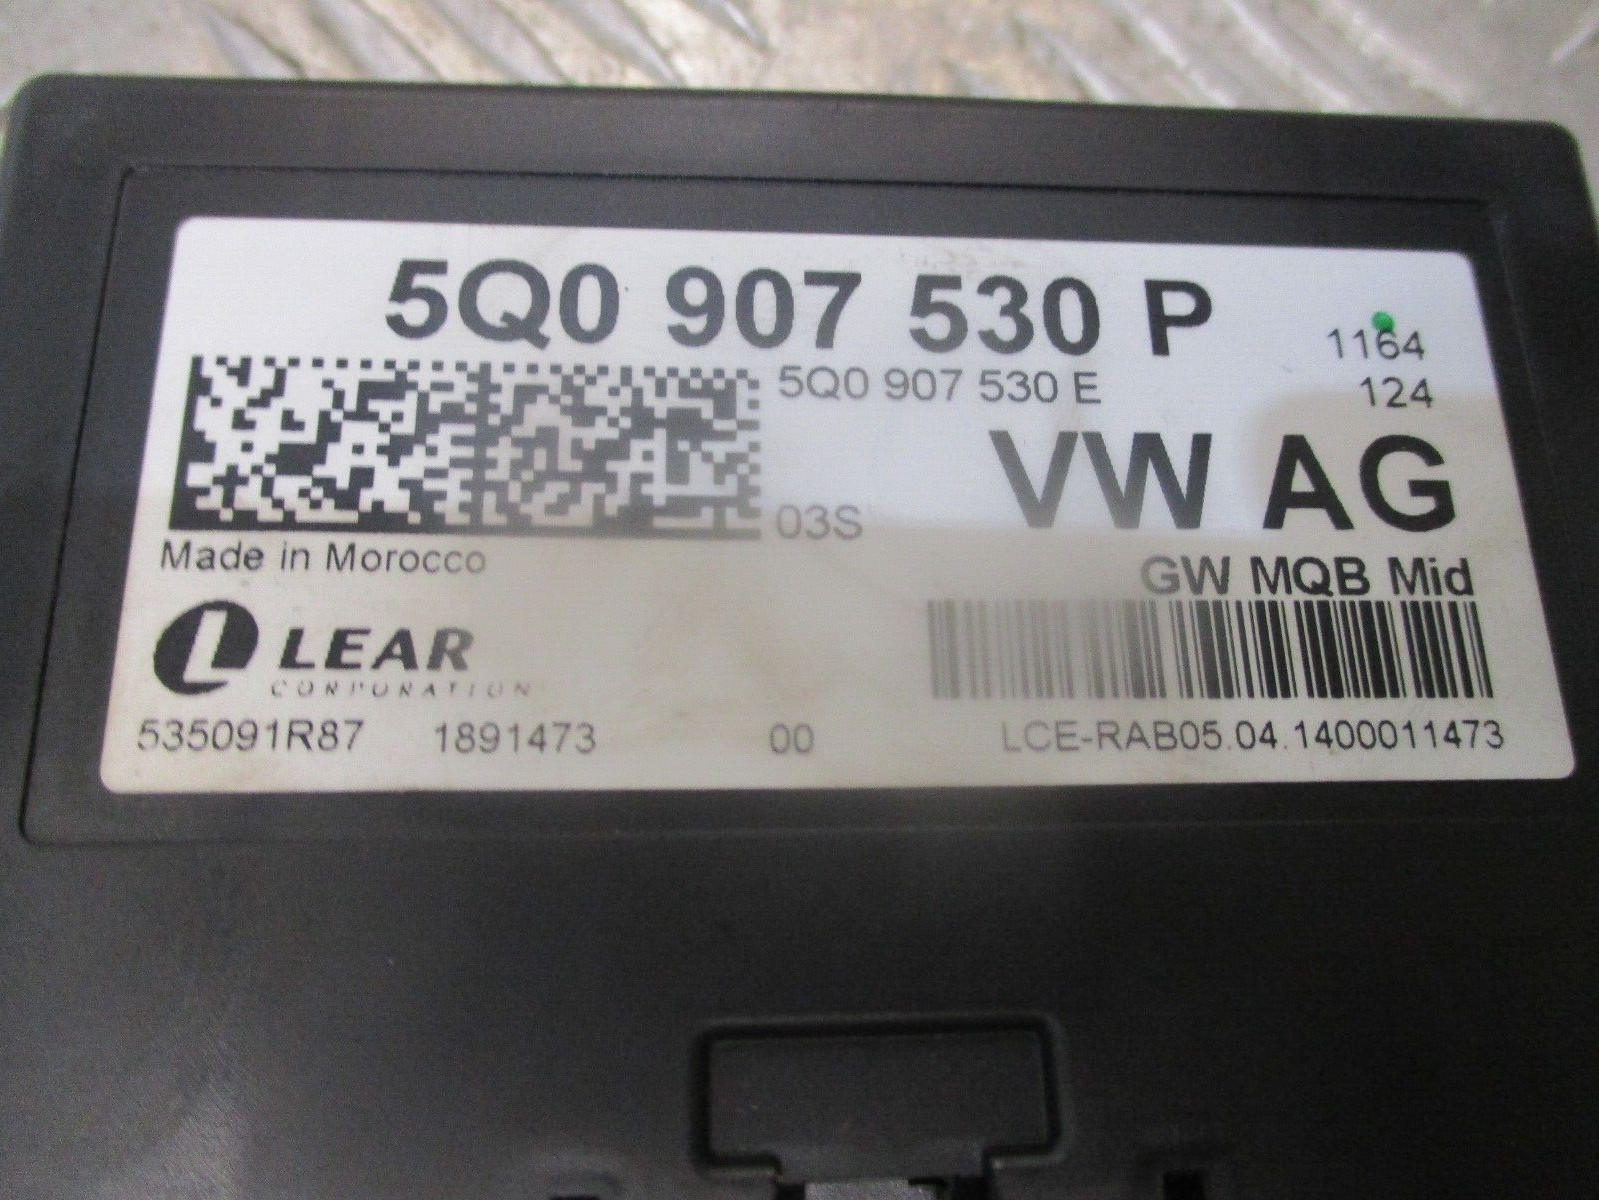 5Q0 907 530 P
1164
5Q0 907 530 E
124
VW AG
03S
Made in Morocco
GW MQB Mid
LEAR
CORPORATION
535091R87 1891473 00 LCE-RAB05.04.1400011473